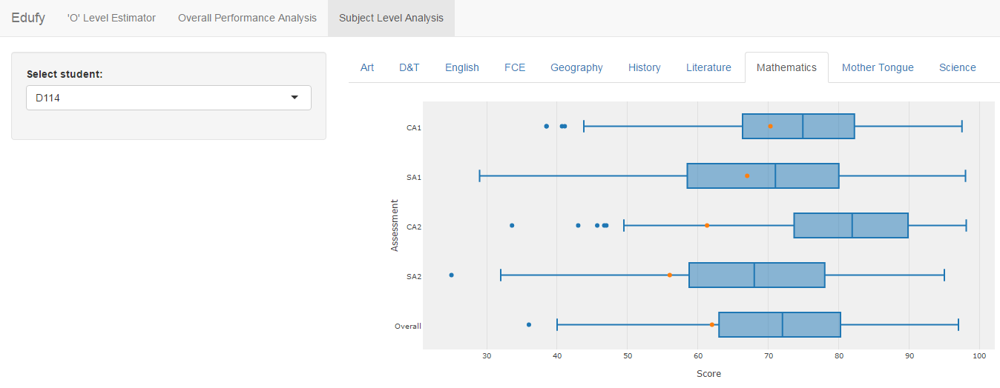 Edufy 'O' Level Estimator Overall Performance Analysis Subject Level Analysis
Select student:
D114
Art D&T English FCE Geography History Literature Mathematics Mother Tongue Science
Assessment
CA1
SA1
CA2
SA2
Overall
30 40 50 60 70 80 90 100
Score